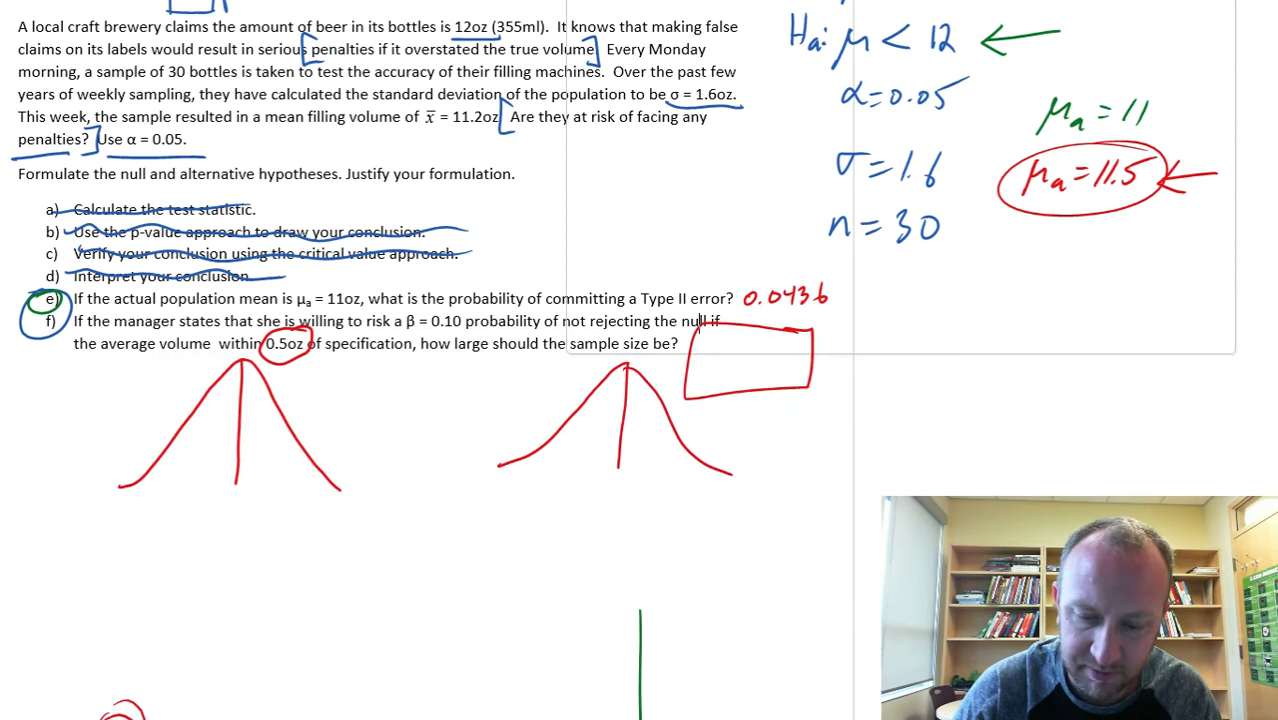 A local craft brewery claims the amount of beer in its bottles is 12oz (355ml).  It knows that making false
claims on its labels would result in serious penalties if it overstated the true volume.  Every Monday
morning, a sample of 30 bottles is taken to test the accuracy of their filling machines.  Over the past few
years of weekly sampling, they have calculated the standard deviation of the population to be σ = 1.6oz.
This week, the sample resulted in a mean filling volume of x̅ = 11.2oz.  Are they at risk of facing any
penalties?  Use α = 0.05.
Formulate the null and alternative hypotheses. Justify your formulation.
a) Calculate the test statistic.
b) Use the p-value approach to draw your conclusion.
c) Verify your conclusion using the critical value approach.
d) Interpret your conclusion
e) If the actual population mean is μₐ = 11oz, what is the probability of committing a Type II error? 0.0436
f) If the manager states that she is willing to risk a β = 0.10 probability of not rejecting the null if
the average volume  within 0.5oz of specification, how large should the sample size be?
Ha: μ < 12
α=0.05
σ=1.6
n=30
μa=11
μa=11.5